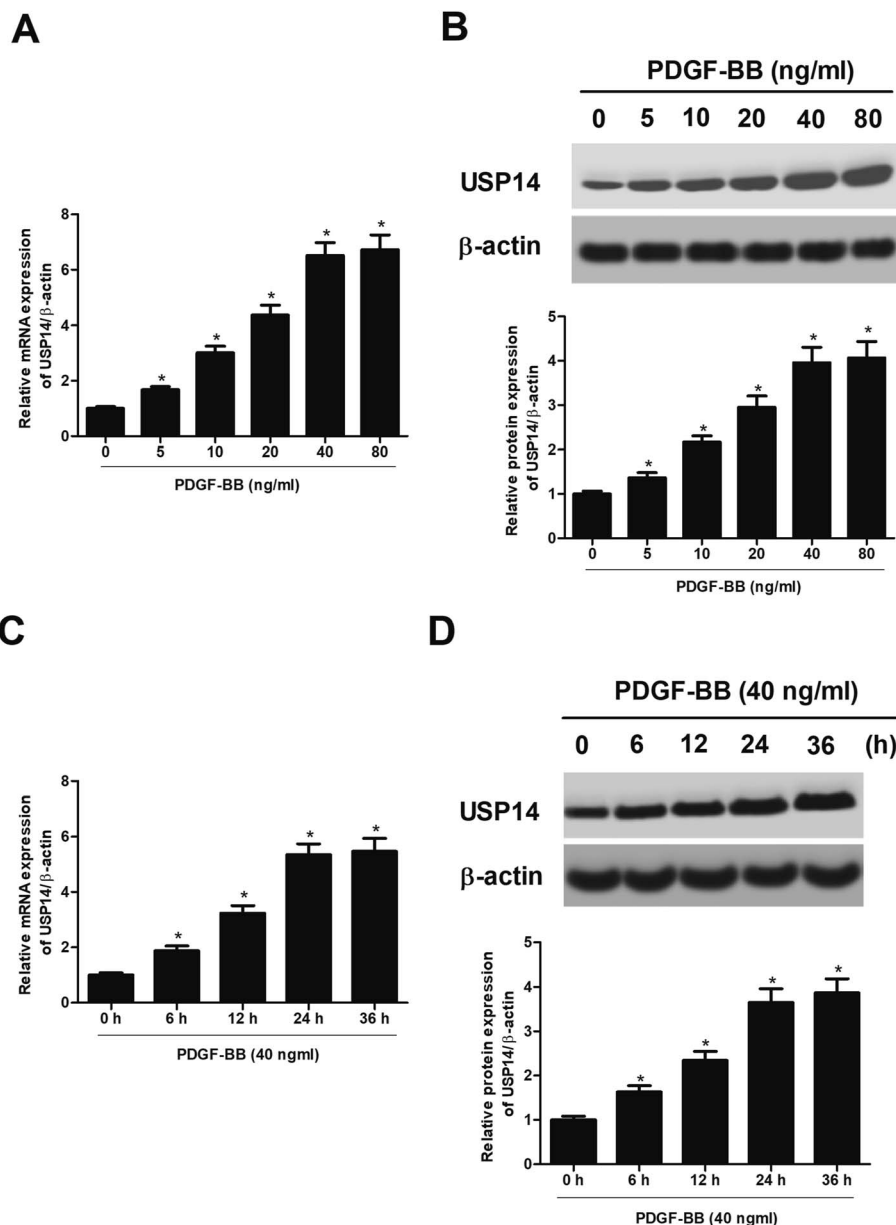 A
Relative mRNA expression
of USP14/β-actin
8
6
4
2
0
* * * * *
0 5 10 20 40 80
PDGF-BB (ng/ml)
B
PDGF-BB (ng/ml)
0 5 10 20 40 80
USP14
β-actin
Relative protein expression
of USP14/β-actin
5
4
3
2
1
0
* * * * *
0 5 10 20 40 80
PDGF-BB (ng/ml)
C
Relative mRNA expression
of USP14/β-actin
8
6
4
2
0
* * * *
0 h 6 h 12 h 24 h 36 h
PDGF-BB (40 ngml)
D
PDGF-BB (40 ng/ml)
0 6 12 24 36 (h)
USP14
β-actin
Relative protein expression
of USP14/β-actin
5
4
3
2
1
0
* * * *
0 h 6 h 12 h 24 h 36 h
PDGF-BB (40 ngml)